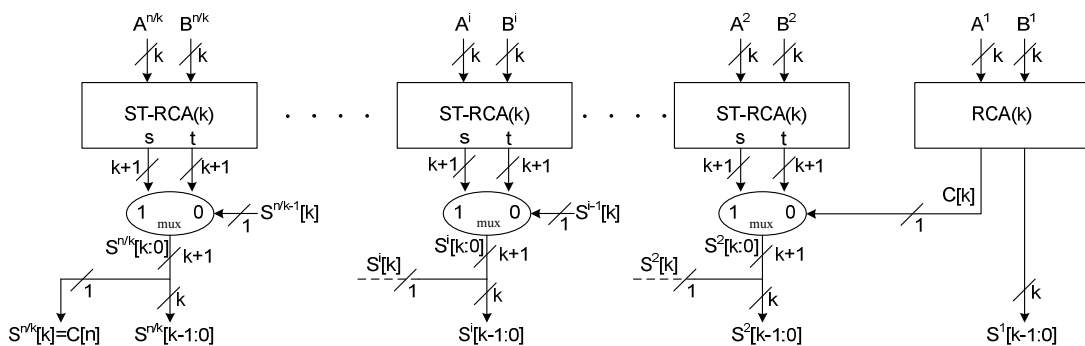 A^{n/k} B^{n/k} A^i B^i A^2 B^2 A^1 B^1
k k k k k k k k
ST-RCA(k) . . . . ST-RCA(k) . . . . ST-RCA(k) RCA(k)
s t s t s t
k+1 k+1 k+1 k+1 k+1 k+1
C[k]
1 0 S^{n/k-1}[k] 1 0 S^{i-1}[k] 1 0
mux 1 mux 1 mux 1
S^{n/k}[k:0] k+1 S^i[k:0] k+1 S^2[k:0] k+1
S^i[k] S^2[k]
1 1 1
k k k k
S^{n/k}[k]=C[n] S^{n/k}[k-1:0] S^i[k-1:0] S^2[k-1:0] S^1[k-1:0]